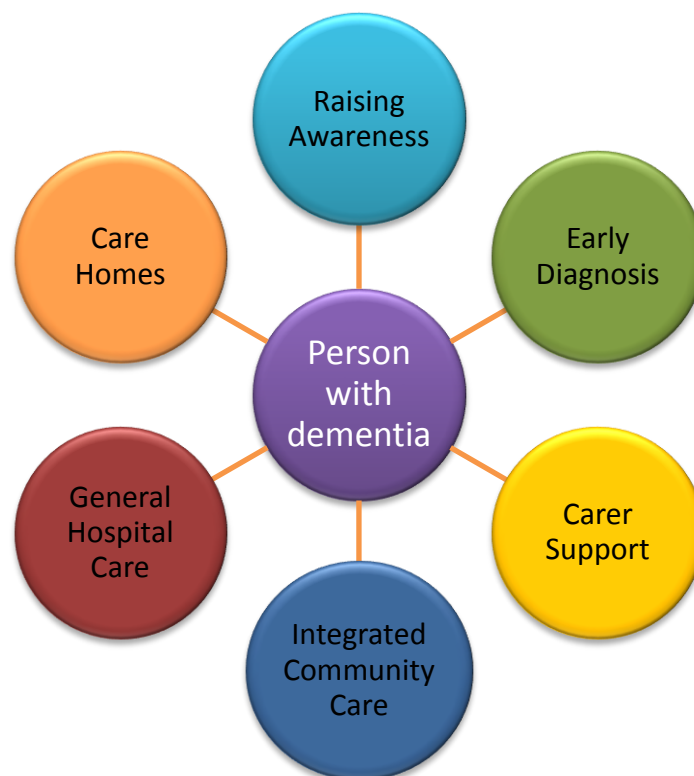 Raising
Awareness
Care
Homes
Early
Diagnosis
Person
with
dementia
General
Hospital
Care
Carer
Support
Integrated
Community
Care